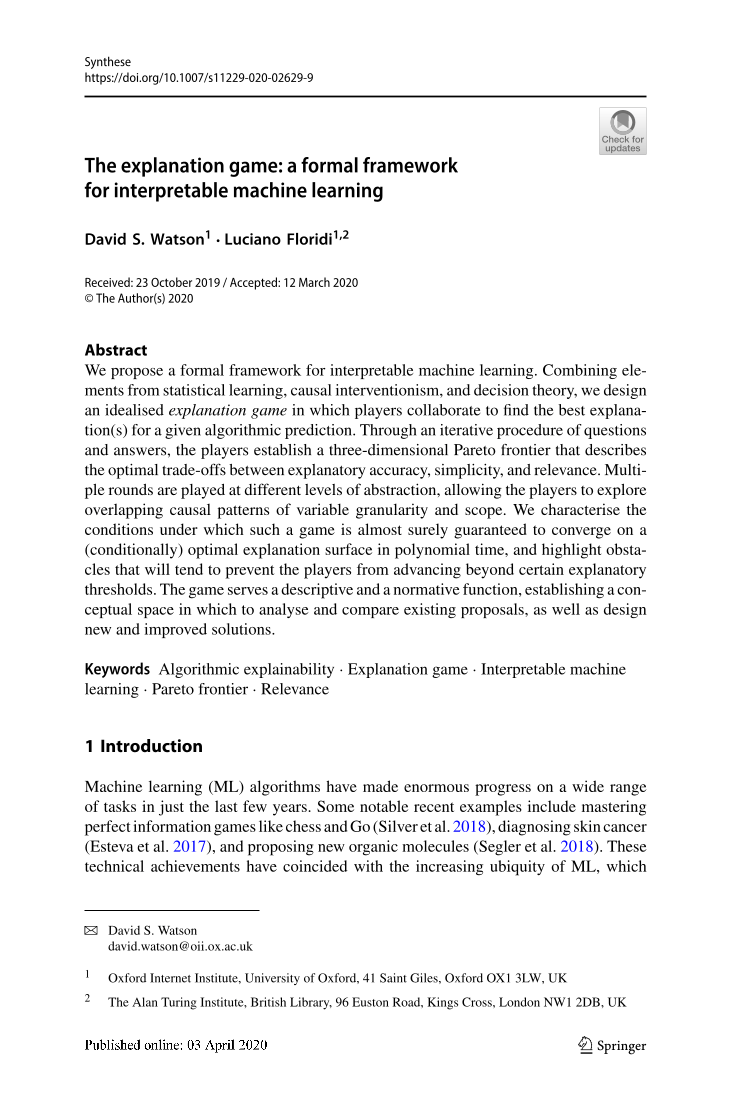 Synthese
https://doi.org/10.1007/s11229-020-02629-9
Check for
updates
The explanation game: a formal framework
for interpretable machine learning
David S. Watson1 · Luciano Floridi1,2
Received: 23 October 2019 / Accepted: 12 March 2020
© The Author(s) 2020
Abstract
We propose a formal framework for interpretable machine learning. Combining ele-
ments from statistical learning, causal interventionism, and decision theory, we design
an idealised explanation game in which players collaborate to find the best explana-
tion(s) for a given algorithmic prediction. Through an iterative procedure of questions
and answers, the players establish a three-dimensional Pareto frontier that describes
the optimal trade-offs between explanatory accuracy, simplicity, and relevance. Multi-
ple rounds are played at different levels of abstraction, allowing the players to explore
overlapping causal patterns of variable granularity and scope. We characterise the
conditions under which such a game is almost surely guaranteed to converge on a
(conditionally) optimal explanation surface in polynomial time, and highlight obsta-
cles that will tend to prevent the players from advancing beyond certain explanatory
thresholds. The game serves a descriptive and a normative function, establishing a con-
ceptual space in which to analyse and compare existing proposals, as well as design
new and improved solutions.
Keywords Algorithmic explainability · Explanation game · Interpretable machine
learning · Pareto frontier · Relevance
1 Introduction
Machine learning (ML) algorithms have made enormous progress on a wide range
of tasks in just the last few years. Some notable recent examples include mastering
perfect information games like chess and Go (Silver et al. 2018), diagnosing skin cancer
(Esteva et al. 2017), and proposing new organic molecules (Segler et al. 2018). These
technical achievements have coincided with the increasing ubiquity of ML, which
David S. Watson
david.watson@oii.ox.ac.uk
1 Oxford Internet Institute, University of Oxford, 41 Saint Giles, Oxford OX1 3LW, UK
2 The Alan Turing Institute, British Library, 96 Euston Road, Kings Cross, London NW1 2DB, UK
Published online: 03 April 2020
Springer